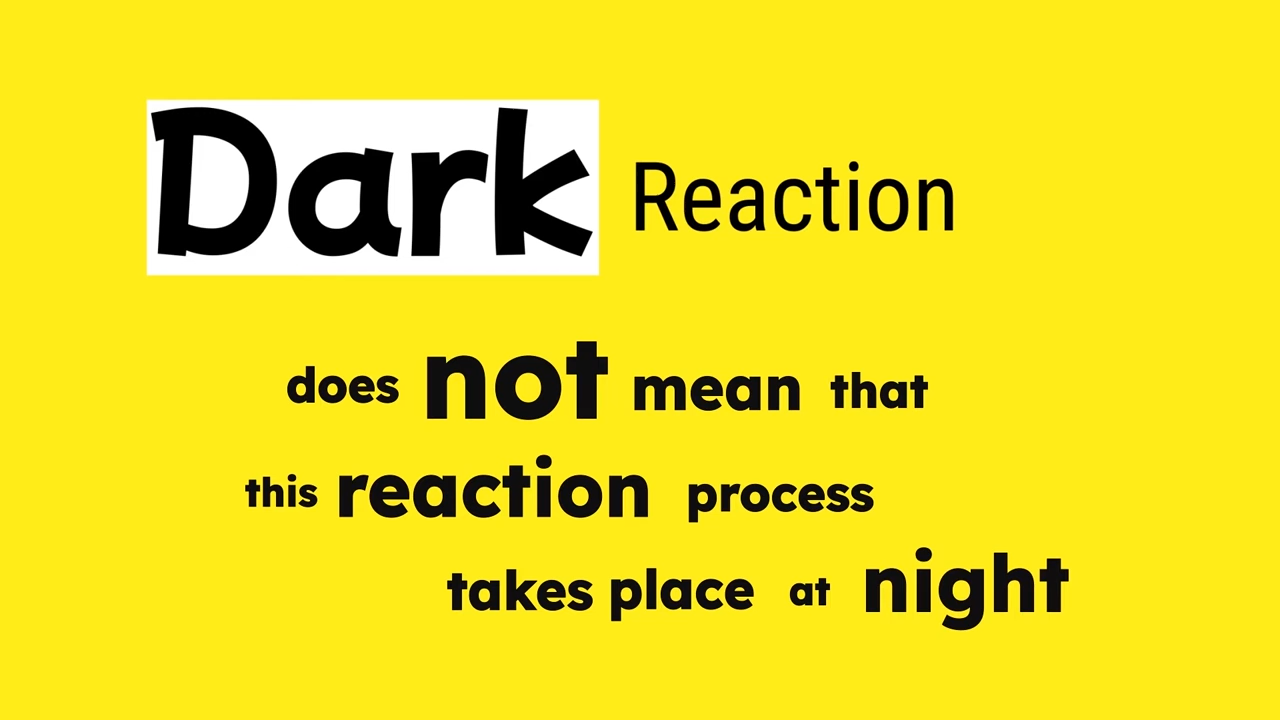 Dark Reaction
does not mean that
this reaction process
takes place at night